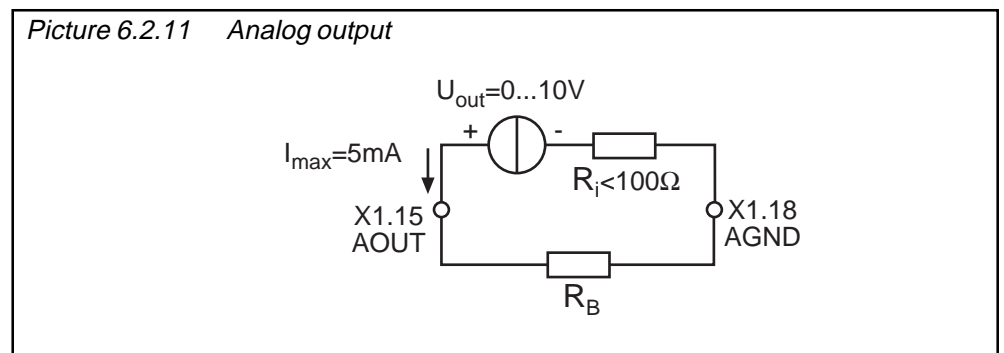 Picture 6.2.11 Analog output
U_out=0...10V
+ -
I_max=5mA
R_i<100Ω
X1.15
AOUT
X1.18
AGND
R_B